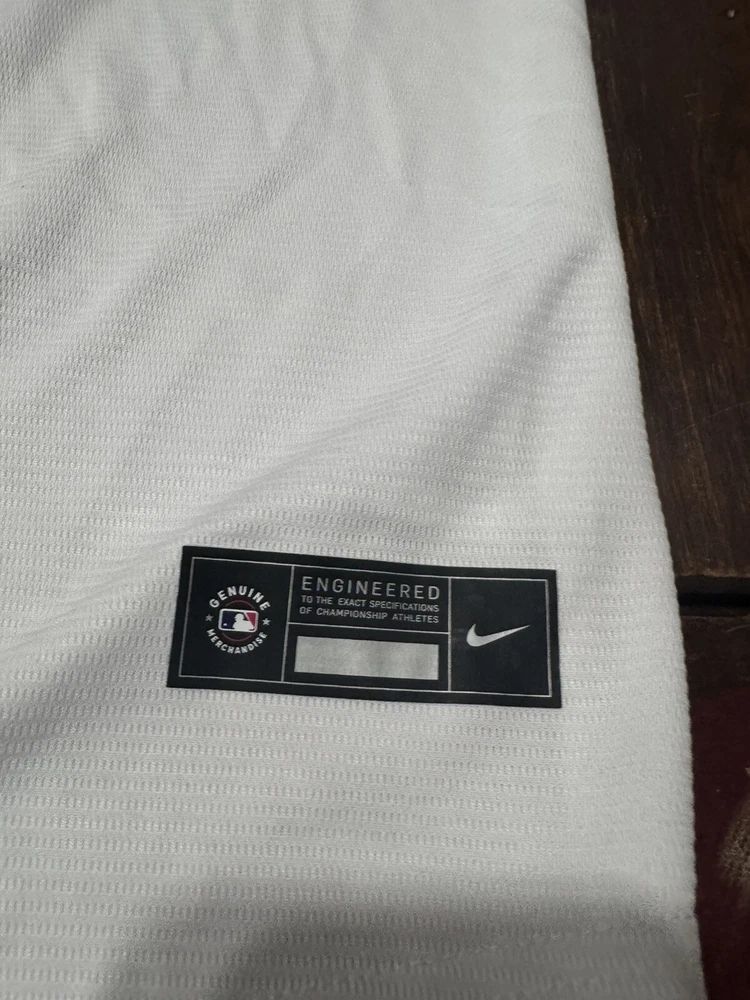 GENUINE
MERCHANDISE
ENGINEERED
TO THE EXACT SPECIFICATIONS
OF CHAMPIONSHIP ATHLETES